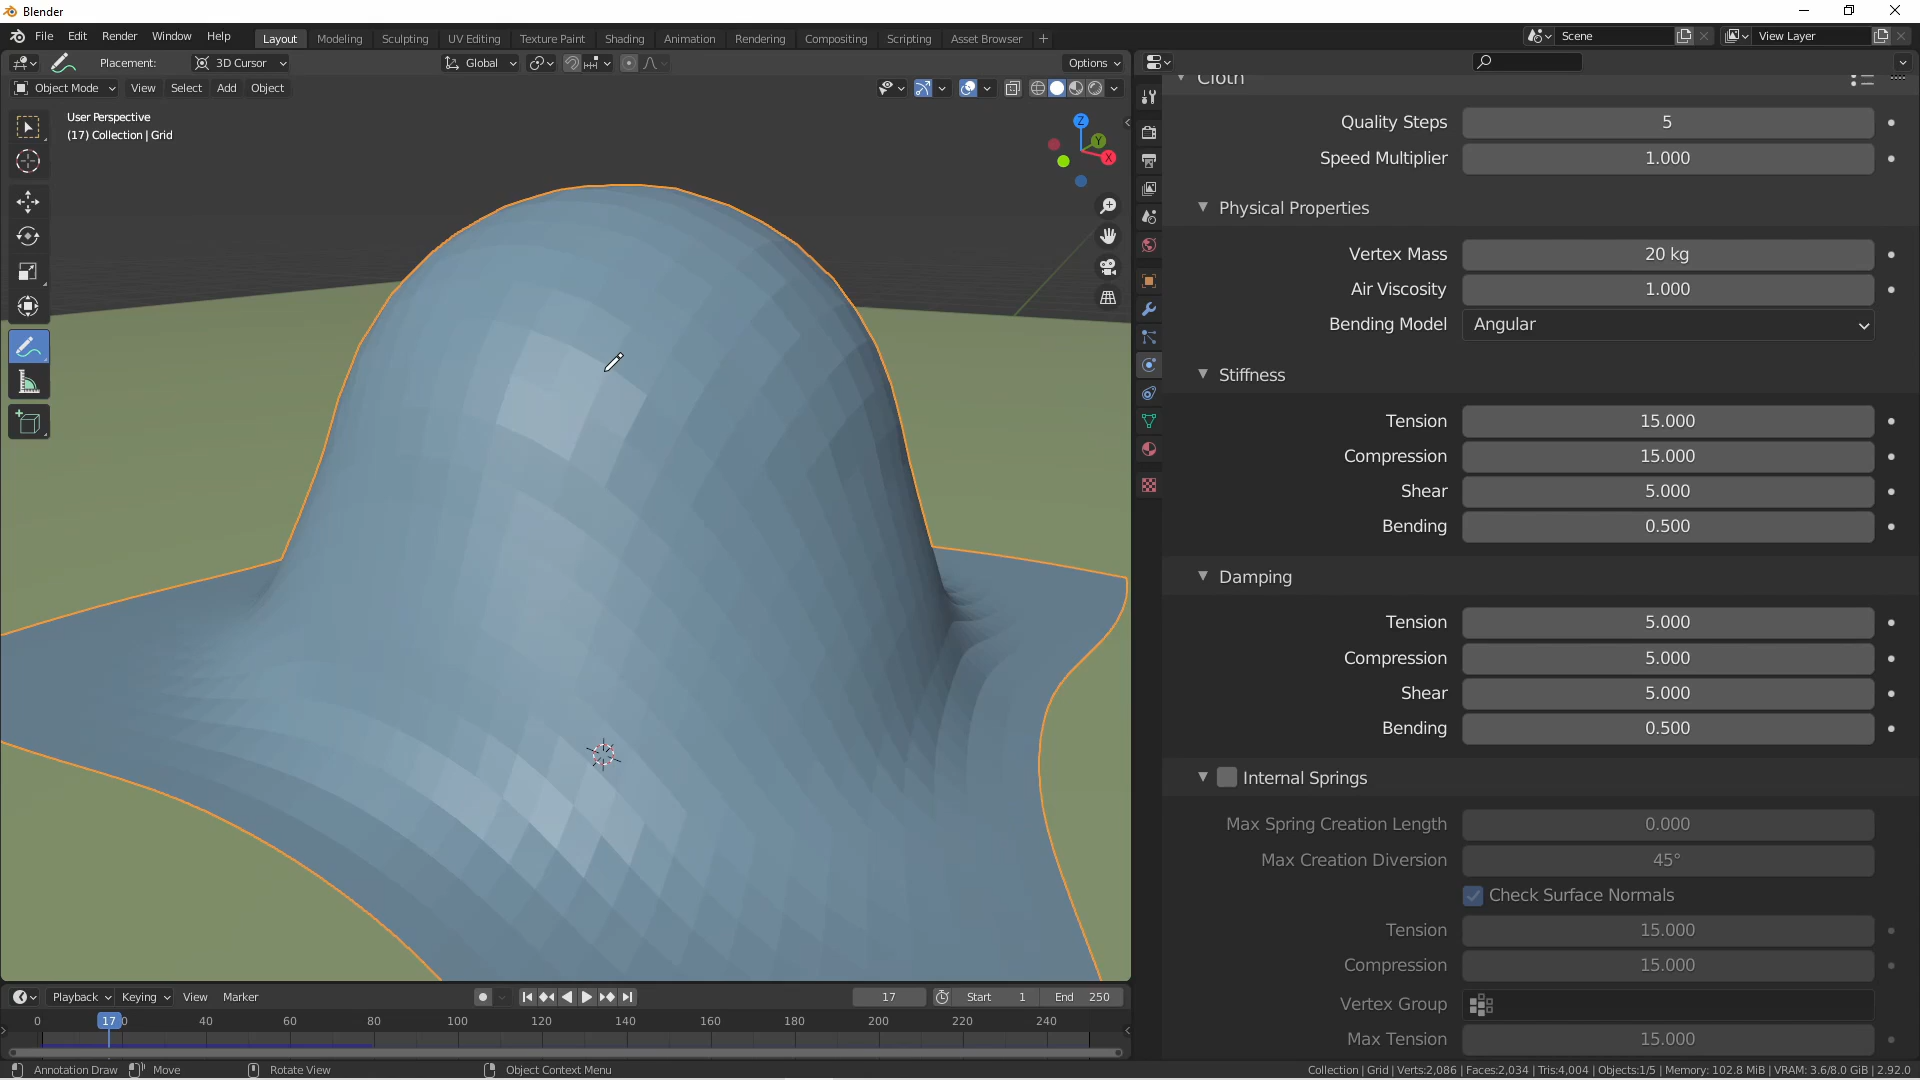 Blender
File Edit Render Window Help
Layout Modeling Sculpting UV Editing Texture Paint Shading Animation Rendering Compositing Scripting Asset Browser +
Scene
View Layer
Placement: 3D Cursor
Global
Options
Object Mode View Select Add Object
User Perspective
(17) Collection | Grid
Z
Y
X
Cloth
Quality Steps 5
Speed Multiplier 1.000
Physical Properties
Vertex Mass 20 kg
Air Viscosity 1.000
Bending Model Angular
Stiffness
Tension 15.000
Compression 15.000
Shear 5.000
Bending 0.500
Damping
Tension 5.000
Compression 5.000
Shear 5.000
Bending 0.500
Internal Springs
Max Spring Creation Length 0.000
Max Creation Diversion 45°
Check Surface Normals
Tension 15.000
Compression 15.000
Vertex Group
Max Tension 15.000
Playback Keying View Marker
17
Start 1
End 250
0 17 0 40 60 80 100 120 140 160 180 200 220 240
Annotation Draw Move Rotate View Object Context Menu
Collection | Grid | Verts:2,086 | Faces:2,034 | Tris:4,004 | Objects:1/5 | Memory: 102.8 MiB | VRAM: 3.6/8.0 GiB | 2.92.0